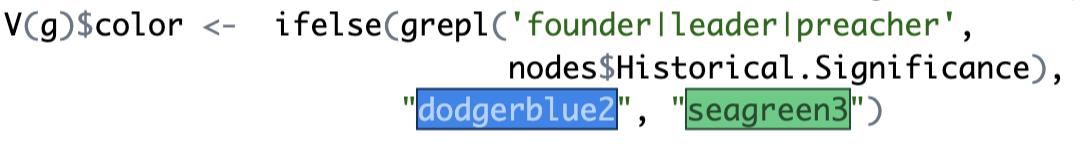 V(g)$color <- ifelse(grepl('founder|leader|preacher',
nodes$Historical.Significance),
"dodgerblue2", "seagreen3")